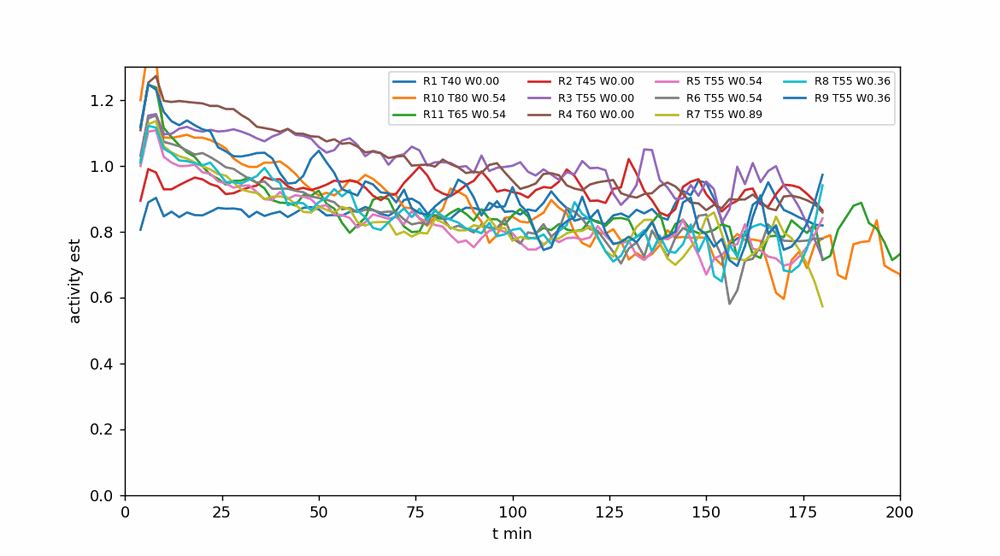 R1 T40 W0.00 R2 T45 W0.00 R5 T55 W0.54 R8 T55 W0.36
R10 T80 W0.54 R3 T55 W0.00 R6 T55 W0.54 R9 T55 W0.36
R11 T65 W0.54 R4 T60 W0.00 R7 T55 W0.89
1.2
1.0
0.8
0.6
0.4
0.2
0.0
activity est
0 25 50 75 100 125 150 175 200
t min